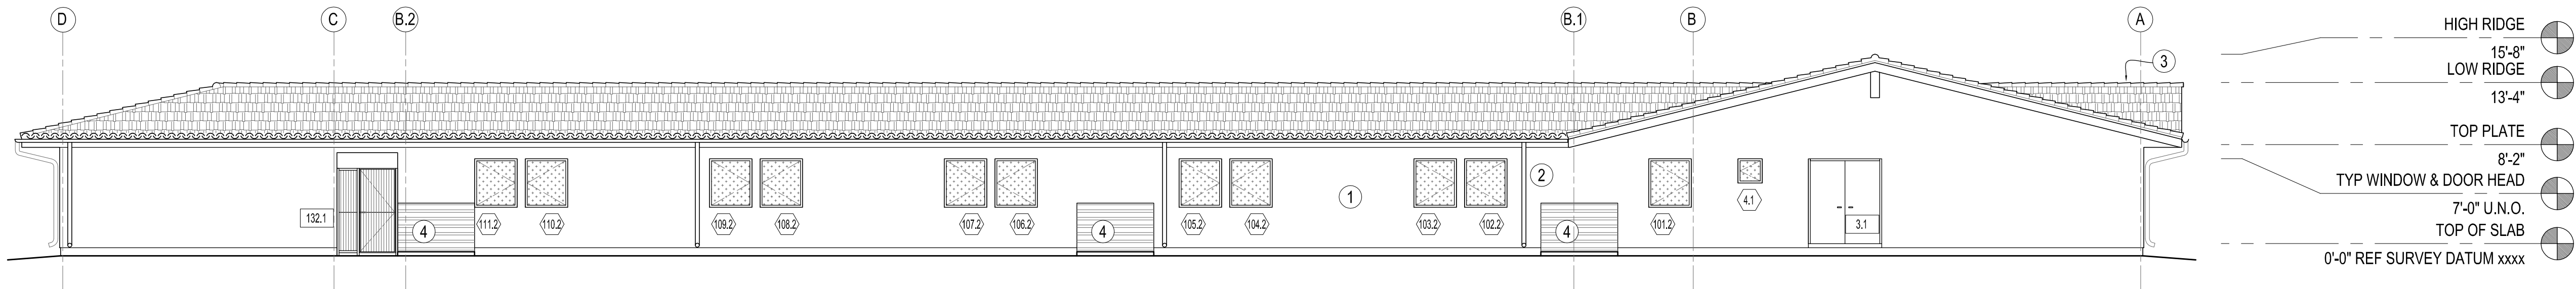 D
C
B.2
B.1
B
A
HIGH RIDGE
15'-8"
3
LOW RIDGE
13'-4"
TOP PLATE
8'-2"
2
TYP WINDOW & DOOR HEAD
7'-0" U.N.O.
1
4.1
132.1
4
111.2
110.2
109.2
108.2
107.2
106.2
4
105.2
104.2
103.2
102.2
4
101.2
3.1
TOP OF SLAB
0'-0" REF SURVEY DATUM xxxx